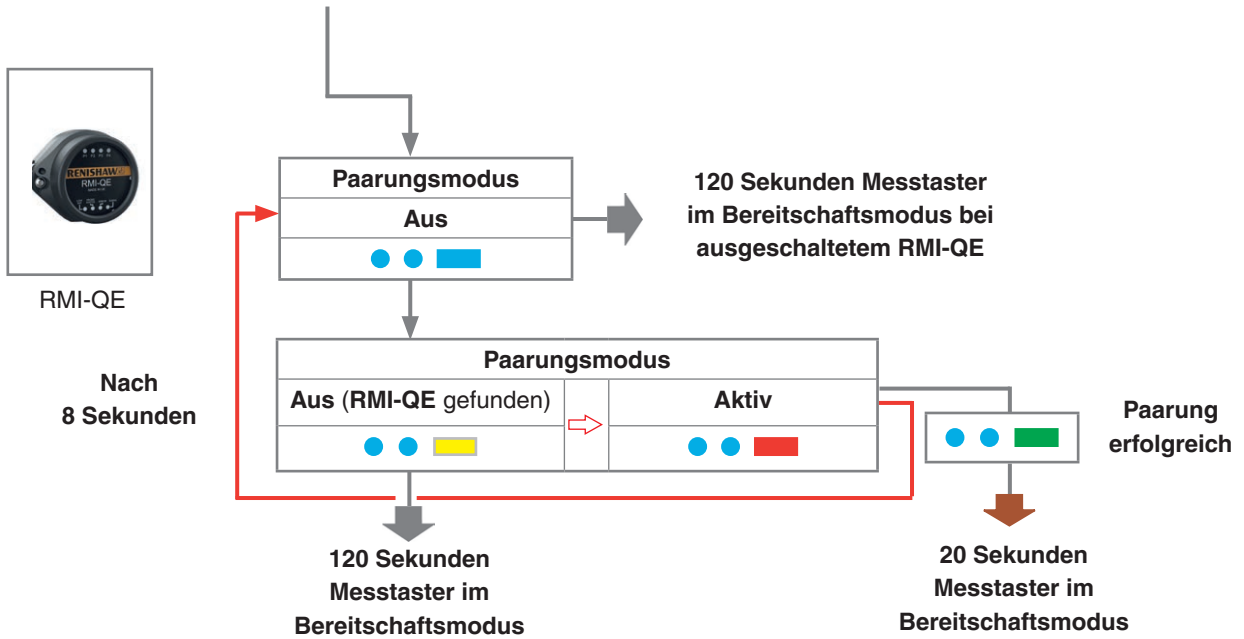 RENISHAW
RMI-QE
RMI-QE
Paarungsmodus
Aus
120 Sekunden Messtaster
im Bereitschaftsmodus bei
ausgeschaltetem RMI-QE
Nach
8 Sekunden
Paarungsmodus
Aus (RMI-QE gefunden)
Aktiv
Paarung
erfolgreich
120 Sekunden
Messtaster im
Bereitschaftsmodus
20 Sekunden
Messtaster im
Bereitschaftsmodus